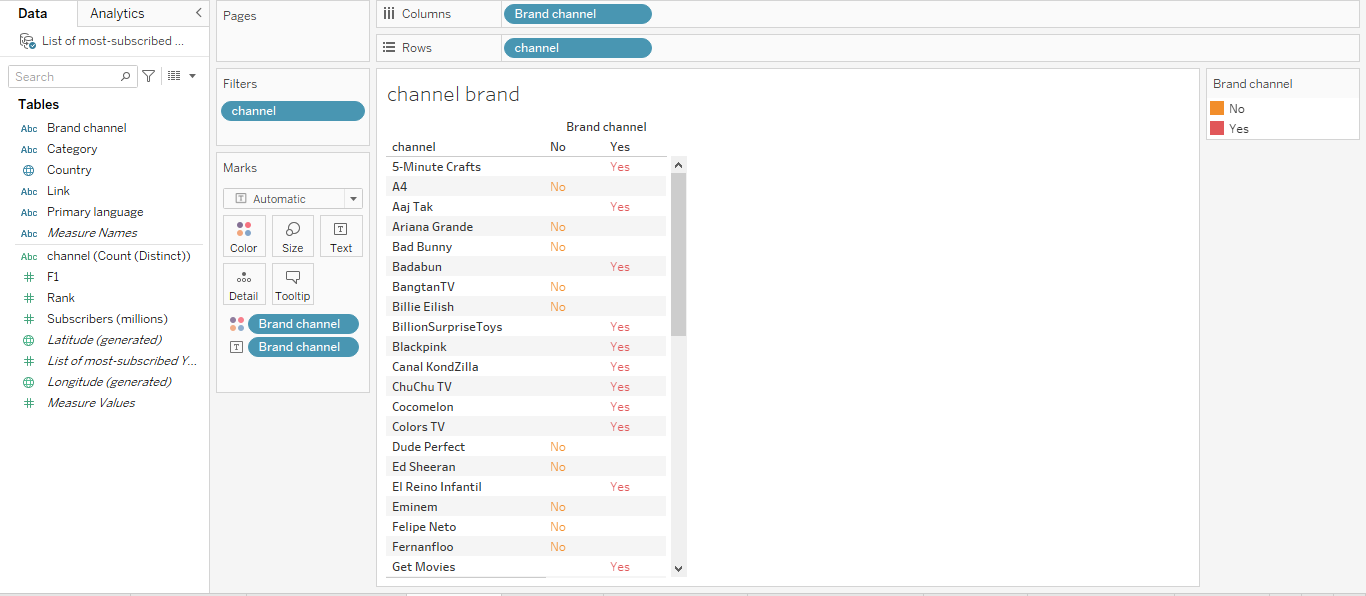 Data
Analytics
List of most-subscribed ...
Search
Tables
Abc Brand channel
Abc Category
Country
Abc Link
Abc Primary language
Abc Measure Names
Abc channel (Count (Distinct))
# F1
# Rank
# Subscribers (millions)
Latitude (generated)
# List of most-subscribed Y...
Longitude (generated)
# Measure Values
Pages
Filters
channel
Marks
T Automatic
Color Size Text
Detail Tooltip
Brand channel
T Brand channel
Columns Brand channel
Rows channel
channel brand
Brand channel
channel No Yes
5-Minute Crafts Yes
A4 No
Aaj Tak Yes
Ariana Grande No
Bad Bunny No
Badabun Yes
BangtanTV No
Billie Eilish No
BillionSurpriseToys Yes
Blackpink Yes
Canal KondZilla Yes
ChuChu TV Yes
Cocomelon Yes
Colors TV Yes
Dude Perfect No
Ed Sheeran No
El Reino Infantil Yes
Eminem No
Felipe Neto No
Fernanfloo No
Get Movies Yes
Brand channel
No
Yes